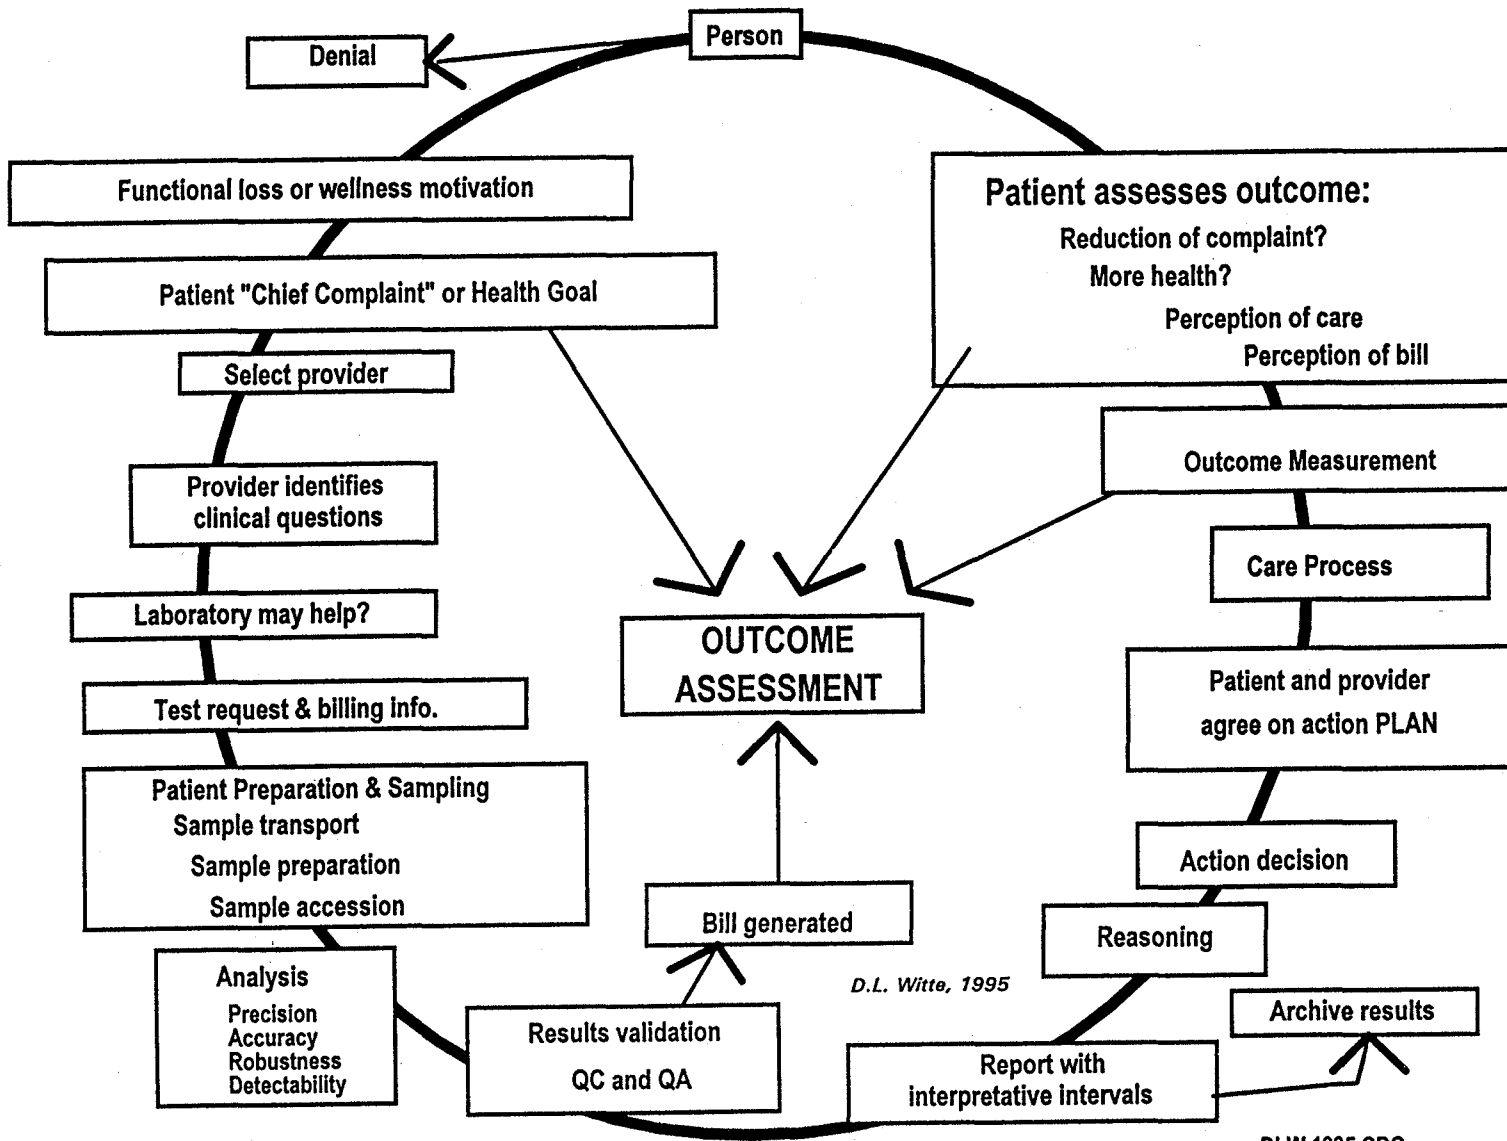 Person
Denial
Functional loss or wellness motivation
Patient "Chief Complaint" or Health Goal
Select provider
Provider identifies
clinical questions
Laboratory may help?
Test request & billing info.
Patient Preparation & Sampling
Sample transport
Sample preparation
Sample accession
Analysis
Precision
Accuracy
Robustness
Detectability
Results validation
QC and QA
Bill generated
OUTCOME
ASSESSMENT
D.L. Witte, 1995
Report with
interpretative intervals
Archive results
Reasoning
Action decision
Patient and provider
agree on action PLAN
Care Process
Outcome Measurement
Patient assesses outcome:
Reduction of complaint?
More health?
Perception of care
Perception of bill